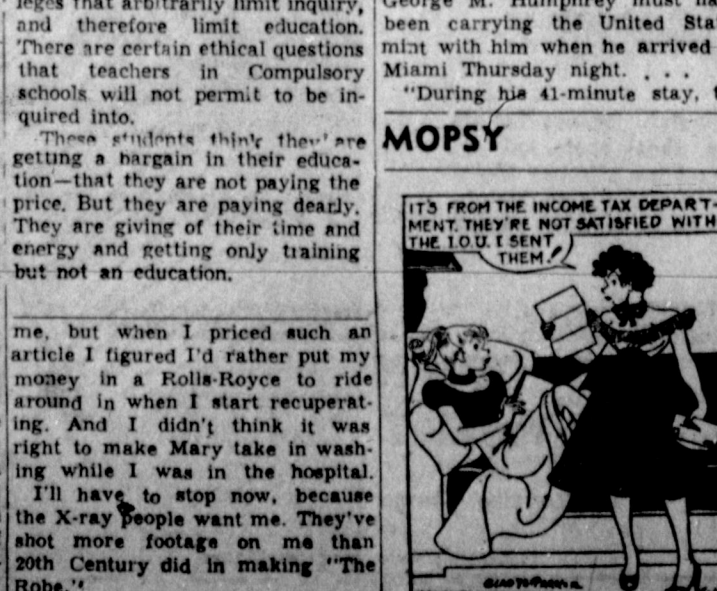 leges that arbitrarily limit inquiry,
and therefore limit education.
There are certain ethical questions
that teachers in Compulsory
schools will not permit to be in-
quired into.
These students think they're
getting a bargain in their educa-
tion—that they are not paying the
price. But they are paying dearly.
They are giving of their time and
energy and getting only training
but not an education.
me, but when I priced such an
article I figured I'd rather put my
money in a Rolls-Royce to ride
around in when I start recuperat-
ing. And I didn't think it was
right to make Mary take in wash-
ing while I was in the hospital.
I'll have to stop now, because
the X-ray people want me. They've
shot more footage on me than
20th Century did in making "The
Robe."
George M. Humphrey must
been carrying the United
mint with him when he arrived
Miami Thursday night. . . .
"During his 41-minute stay,
MOPSY
IT'S FROM THE INCOME TAX DEPART-
MENT. THEY'RE NOT SATISFIED WITH
THE I.O.U. I SENT
THEM!
GLADYS PARKER